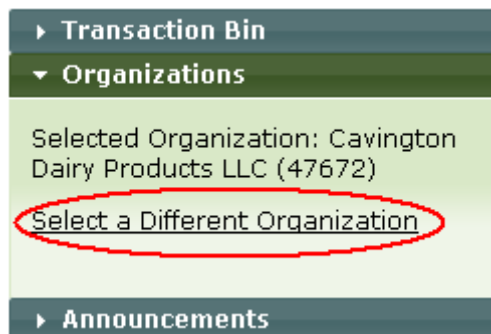 Transaction Bin
Organizations
Selected Organization: Cavington
Dairy Products LLC (47672)
Select a Different Organization
Announcements